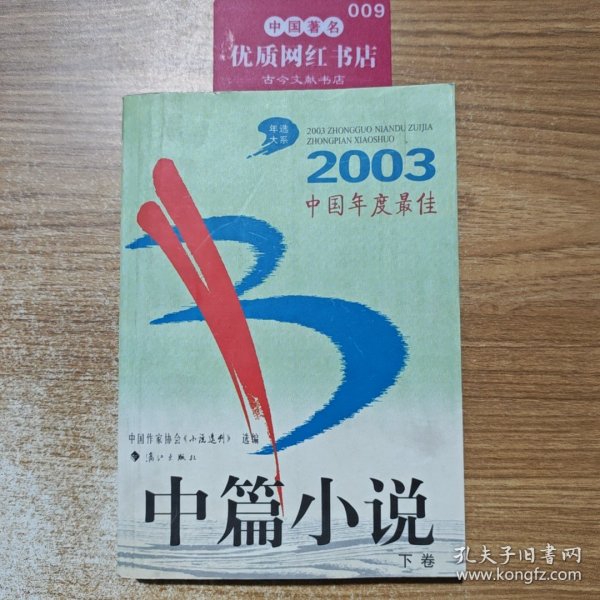 009
中国著名
优质网红书店
古今文献书店
年选
大系
2003 ZHONGGUO NIANDU ZUIJIA
ZHONGPIAN XIAOSHUO
2003
中国年度最佳
中国作家协会《小说选刊》 选编
漓江出版社
中篇小说
下卷
孔夫子旧书网
www.kongfz.com